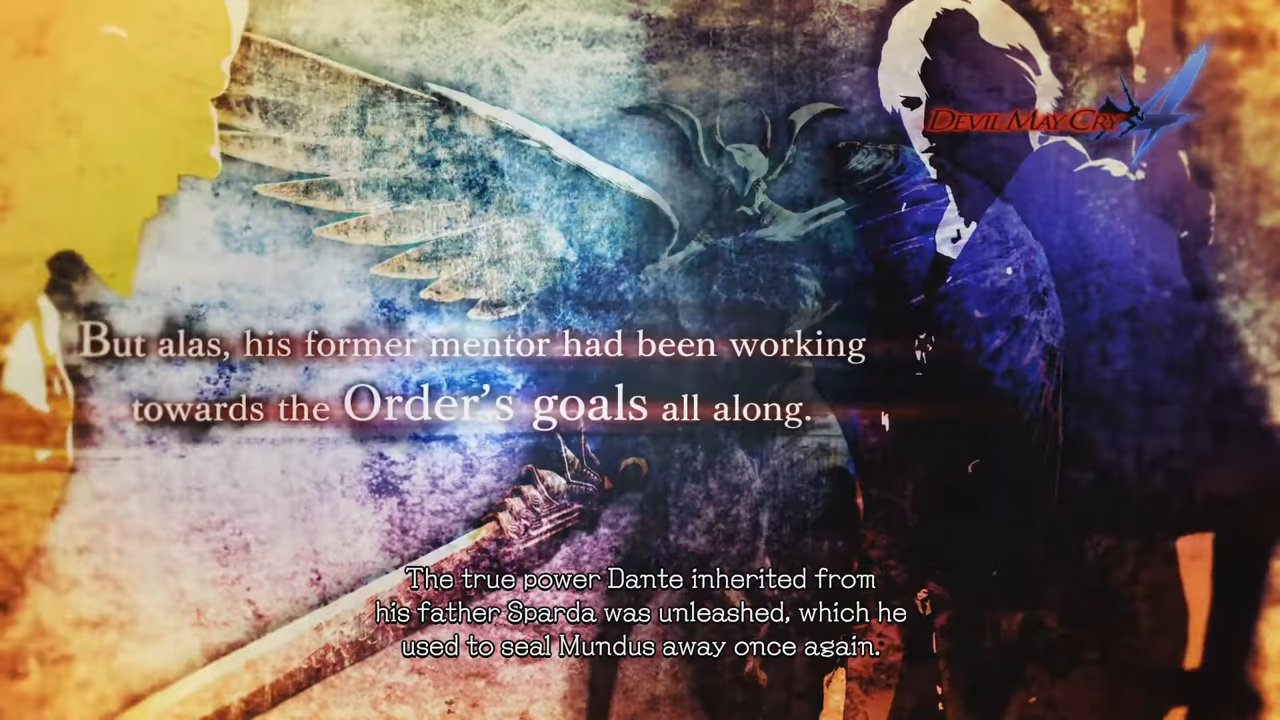 DEVIL MAY CRY 4
But alas, his former mentor had been working
towards the Order's goals all along.
The true power Dante inherited from
his father Sparda was unleashed, which he
used to seal Mundus away once again.